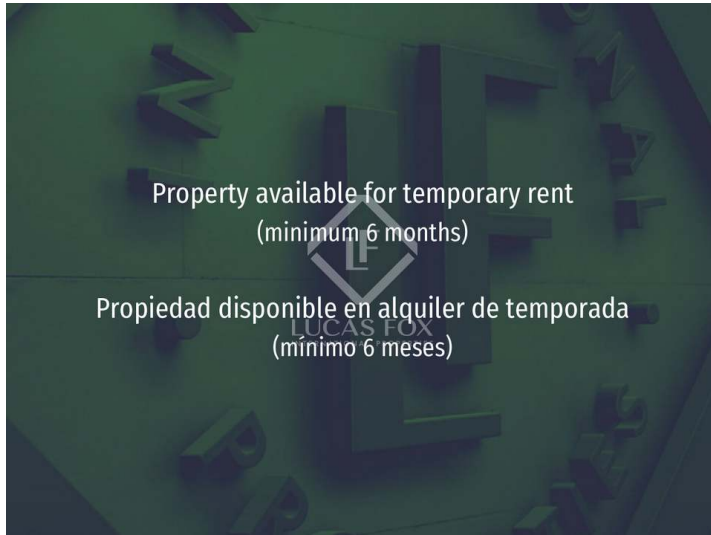 Property available for temporary rent
(minimum 6 months)
LF
Propiedad disponible en alquiler de temporada
LUCAS FOX
(mínimo 6 meses)